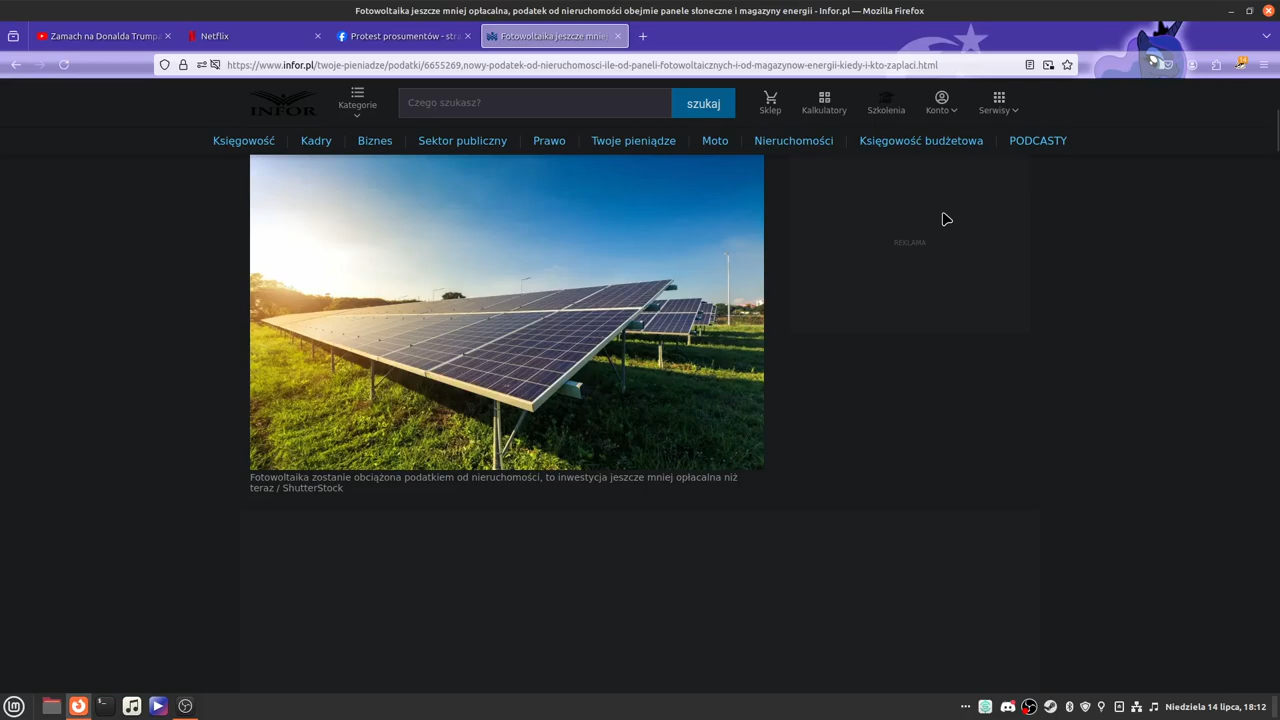 Fotowoltaika jeszcze mniej opłacalna, podatek od nieruchomości obejmie panele słoneczne i magazyny energii - Infor.pl — Mozilla Firefox
Zamach na Donalda Trumpa
Netflix
Protest prosumentów - stra
Fotowoltaika jeszcze mniej
https://www.infor.pl/twoje-pieniadze/podatki/6655269,nowy-podatek-od-nieruchomosci-ile-od-paneli-fotowoltaicznych-i-od-magazynow-energii-kiedy-i-kto-zaplaci.html
INFOR
Kategorie
Czego szukasz?
szukaj
Sklep
Kalkulatory
Szkolenia
Konto
Serwisy
Księgowość
Kadry
Biznes
Sektor publiczny
Prawo
Twoje pieniądze
Moto
Nieruchomości
Księgowość budżetowa
PODCASTY
REKLAMA
Fotowoltaika zostanie obciążona podatkiem od nieruchomości, to inwestycja jeszcze mniej opłacalna niż
teraz / ShutterStock
Niedziela 14 lipca, 18:12